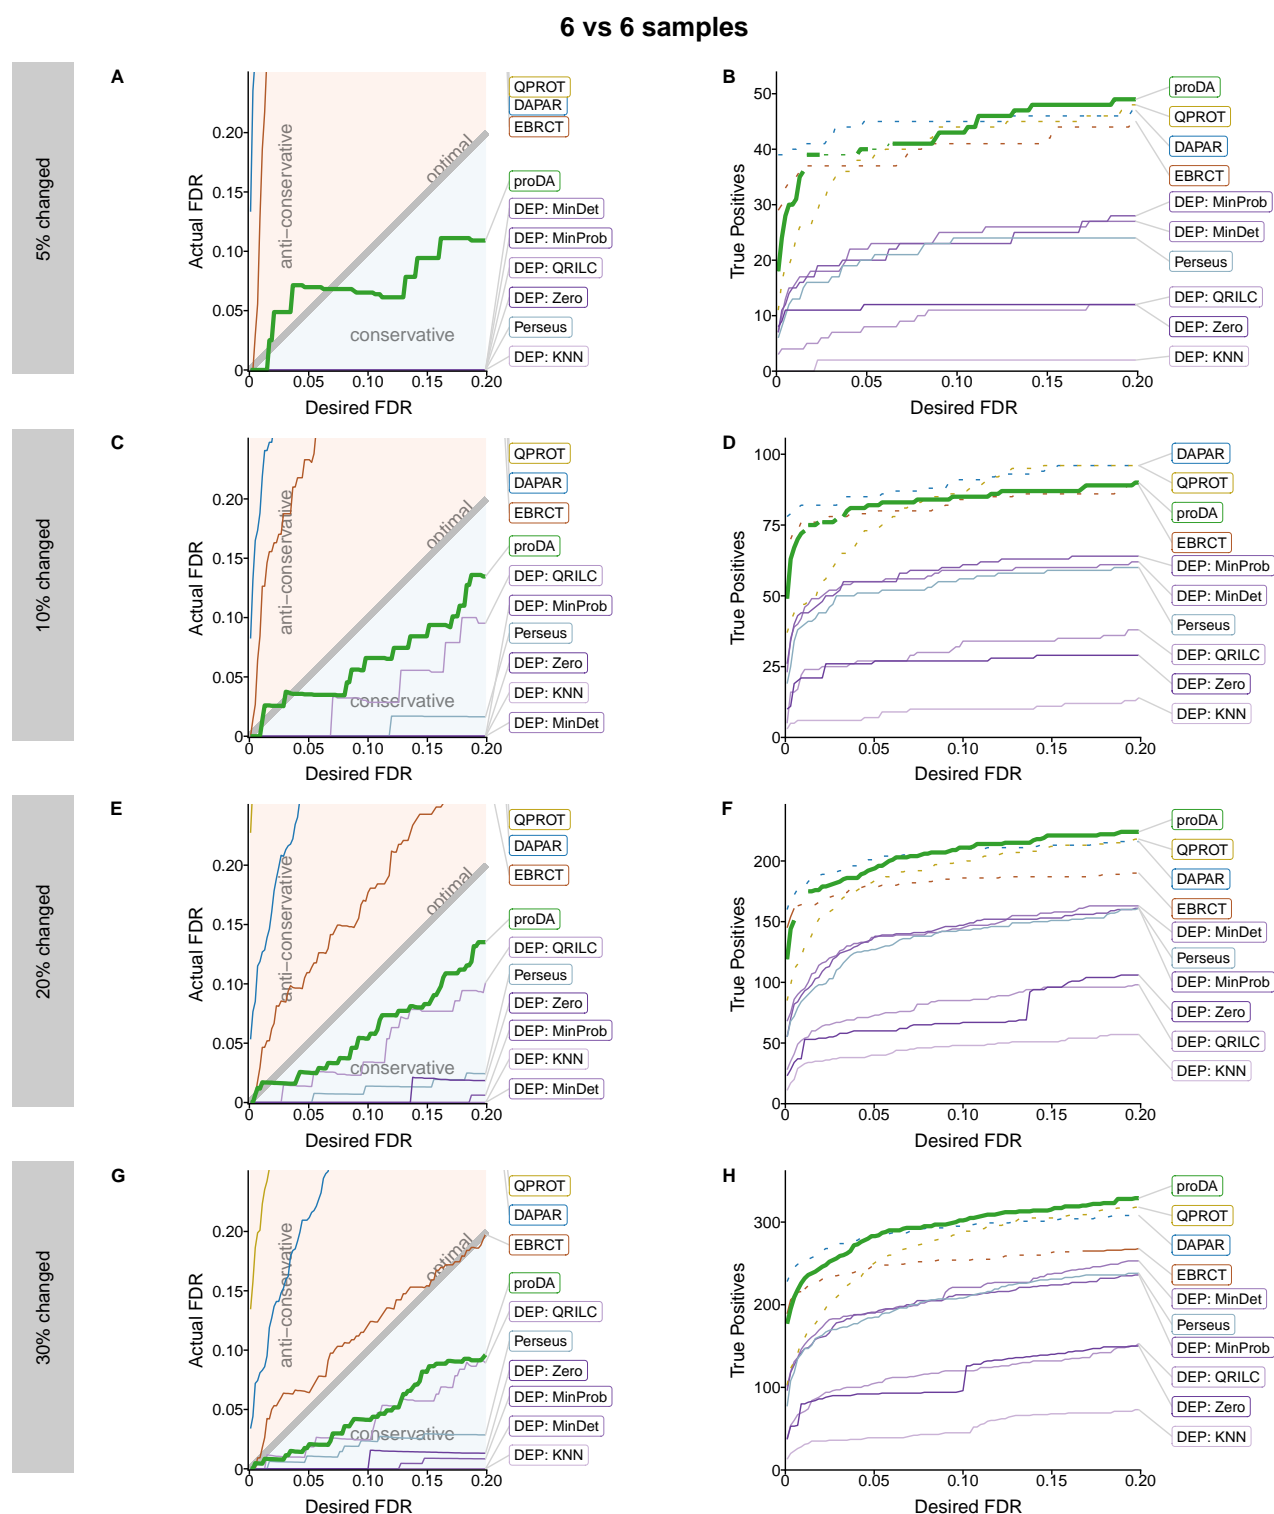 6 vs 6 samples
5% changed
A
Actual FDR
0.20
0.10
0.05
0
0 0.05 0.10 0.15 0.20
Desired FDR
anti−conservative
optimal
conservative
QPROT
DAPAR
EBRCT
proDA
DEP: MinDet
DEP: MinProb
DEP: QRILC
DEP: Zero
Perseus
DEP: KNN
B
True Positives
50
40
30
20
10
0
0 0.05 0.10 0.15 0.20
Desired FDR
proDA
QPROT
DAPAR
EBRCT
DEP: MinProb
DEP: MinDet
Perseus
DEP: QRILC
DEP: Zero
DEP: KNN
10% changed
C
Actual FDR
0.20
0.15
0.10
0.05
0
0 0.05 0.10 0.15 0.20
Desired FDR
anti−conservative
optimal
conservative
QPROT
DAPAR
EBRCT
proDA
DEP: QRILC
DEP: MinProb
Perseus
DEP: Zero
DEP: KNN
DEP: MinDet
D
True Positives
100
75
50
25
0
0 0.05 0.10 0.15 0.20
Desired FDR
DAPAR
QPROT
proDA
EBRCT
DEP: MinProb
DEP: MinDet
Perseus
DEP: QRILC
DEP: Zero
DEP: KNN
20% changed
E
Actual FDR
0.20
0.15
0.10
0.05
0
0 0.05 0.10 0.15 0.20
Desired FDR
anti−conservative
optimal
conservative
QPROT
DAPAR
EBRCT
proDA
DEP: QRILC
Perseus
DEP: Zero
DEP: MinProb
DEP: KNN
DEP: MinDet
F
True Positives
200
150
100
50
0
0 0.05 0.10 0.15 0.20
Desired FDR
proDA
QPROT
DAPAR
EBRCT
DEP: MinDet
Perseus
DEP: MinProb
DEP: Zero
DEP: QRILC
DEP: KNN
30% changed
G
Actual FDR
0.20
0.15
0.10
0.05
0
0 0.05 0.10 0.15 0.20
Desired FDR
anti−conservative
optimal
conservative
QPROT
DAPAR
EBRCT
proDA
DEP: QRILC
Perseus
DEP: Zero
DEP: MinProb
DEP: MinDet
DEP: KNN
H
True Positives
300
200
100
0
0 0.05 0.10 0.15 0.20
Desired FDR
proDA
QPROT
DAPAR
EBRCT
DEP: MinDet
Perseus
DEP: MinProb
DEP: QRILC
DEP: Zero
DEP: KNN